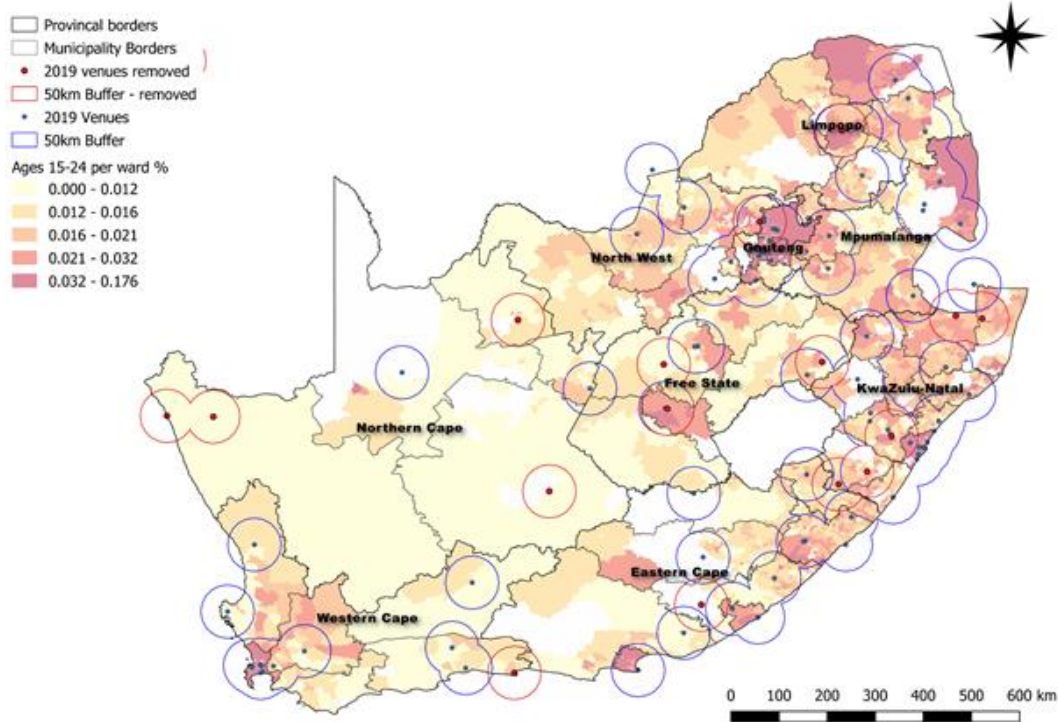 Provincal borders
Municipality Borders
2019 venues removed
50km Buffer - removed
2019 Venues
50km Buffer
Ages 15-24 per ward %
0.000 - 0.012
0.012 - 0.016
0.016 - 0.021
0.021 - 0.032
0.032 - 0.176
Limpopo
Mpumalanga
Gauteng
North West
Free State
KwaZulu-Natal
Northern Cape
Eastern Cape
Western Cape
0 100 200 300 400 500 600 km